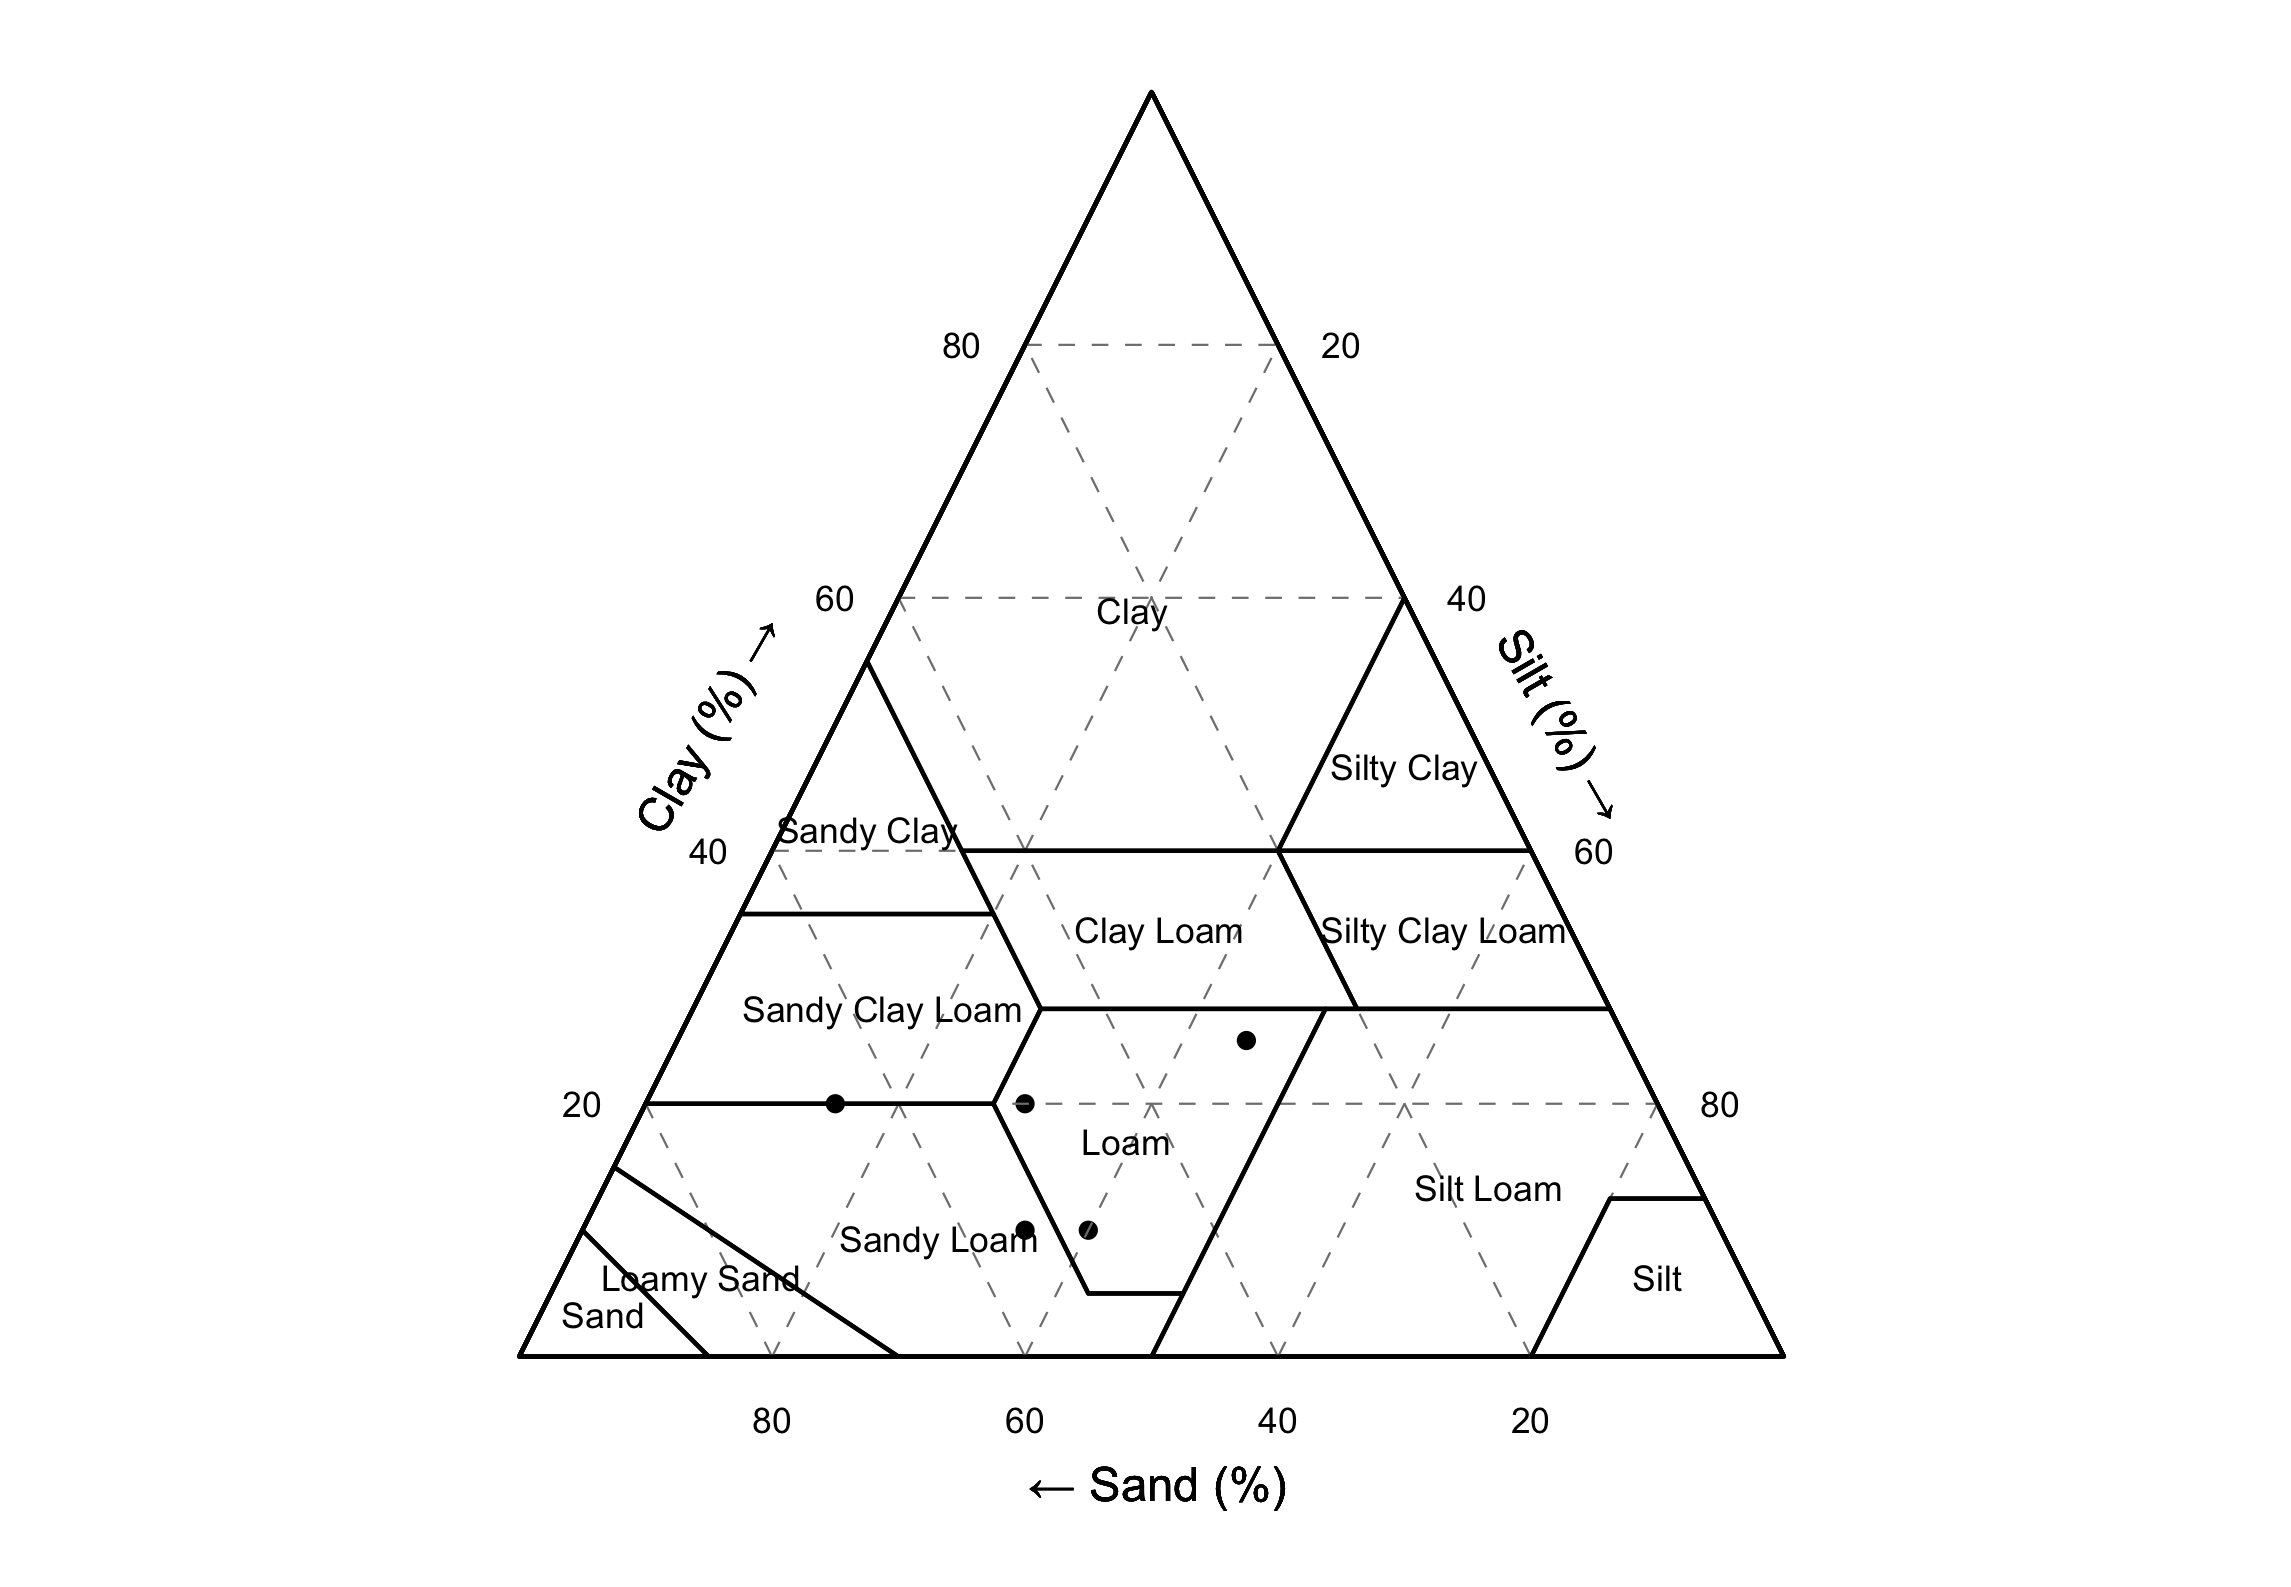 80
20
60
40
Clay
Clay (%) →
Silt (%) →
Silty Clay
Sandy Clay
40
60
Clay Loam
Silty Clay Loam
Sandy Clay Loam
20
80
Loam
Silt Loam
Sandy Loam
Loamy Sand
Silt
Sand
80
60
40
20
← Sand (%)